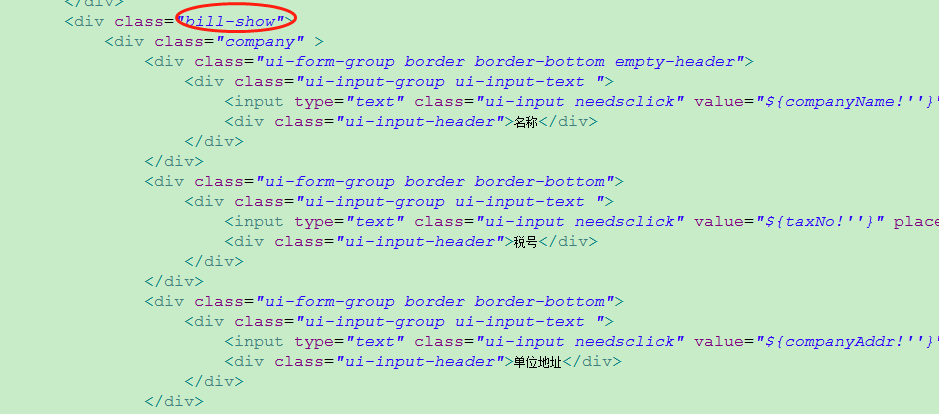 </div>
<div class="bill-show">
<div class="company" >
<div class="ui-form-group border border-bottom empty-header">
<div class="ui-input-group ui-input-text ">
<input type="text" class="ui-input needsclick" value="${companyName!''}"
<div class="ui-input-header">名称</div>
</div>
</div>
<div class="ui-form-group border border-bottom">
<div class="ui-input-group ui-input-text ">
<input type="text" class="ui-input needsclick" value="${taxNo!''}" place
<div class="ui-input-header">税号</div>
</div>
</div>
<div class="ui-form-group border border-bottom">
<div class="ui-input-group ui-input-text ">
<input type="text" class="ui-input needsclick" value="${companyAddr!''}"
<div class="ui-input-header">单位地址</div>
</div>
</div>